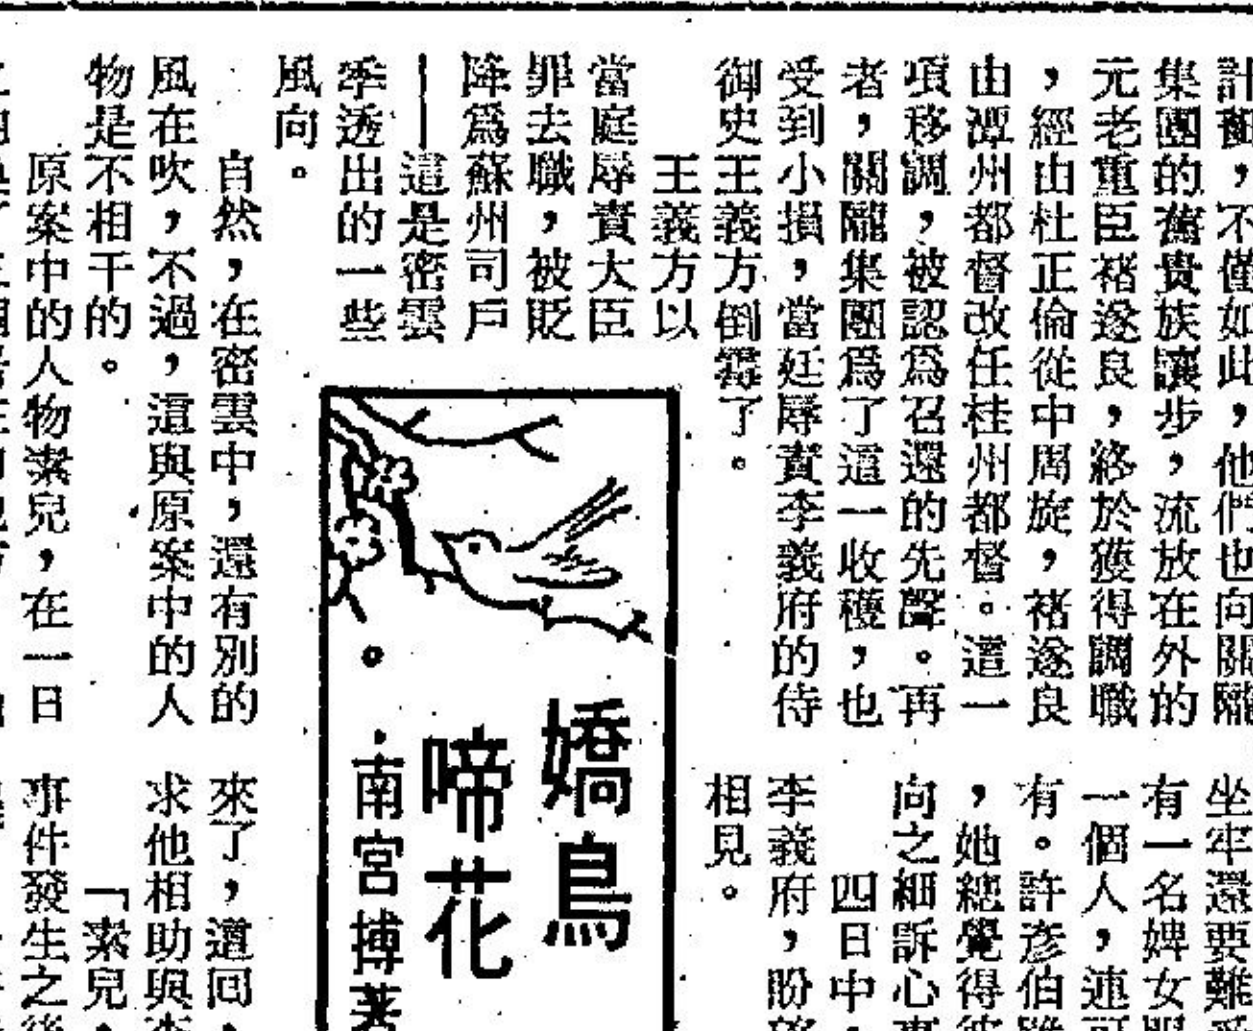 不僅如此，他們也向關隴
集團的舊貴族讓步，流放在外的
元老重臣褚遂良，終於獲得調職
，經由杜正倫從中周旋，褚遂良
由潭州都督改任桂州都督。這一
項移調，被認爲召還的先聲。再
者，關隴集團爲了這一收穫，也
受到小損，當廷辱責李義府的侍
御史王義方倒霉了。
王義方以
當庭辱責大臣
罪去職，被貶
降爲蘇州司戶
——這是密雲
季透出的一些
風向。
自然，在密雲中，還有別的
風在吹，不過，這與原案中的人
物是不相干的。
原案中的人物素兒，在一日
嬌鳥
啼花
南宮搏著
坐牢還要難
有一名婢女
一個人，連
有。許彥伯
，她總覺得
向之細訴心事
四日中，
李義府，盼望
相見。
來了，這回，
求他相助與李
「素兒，
事件發生之後